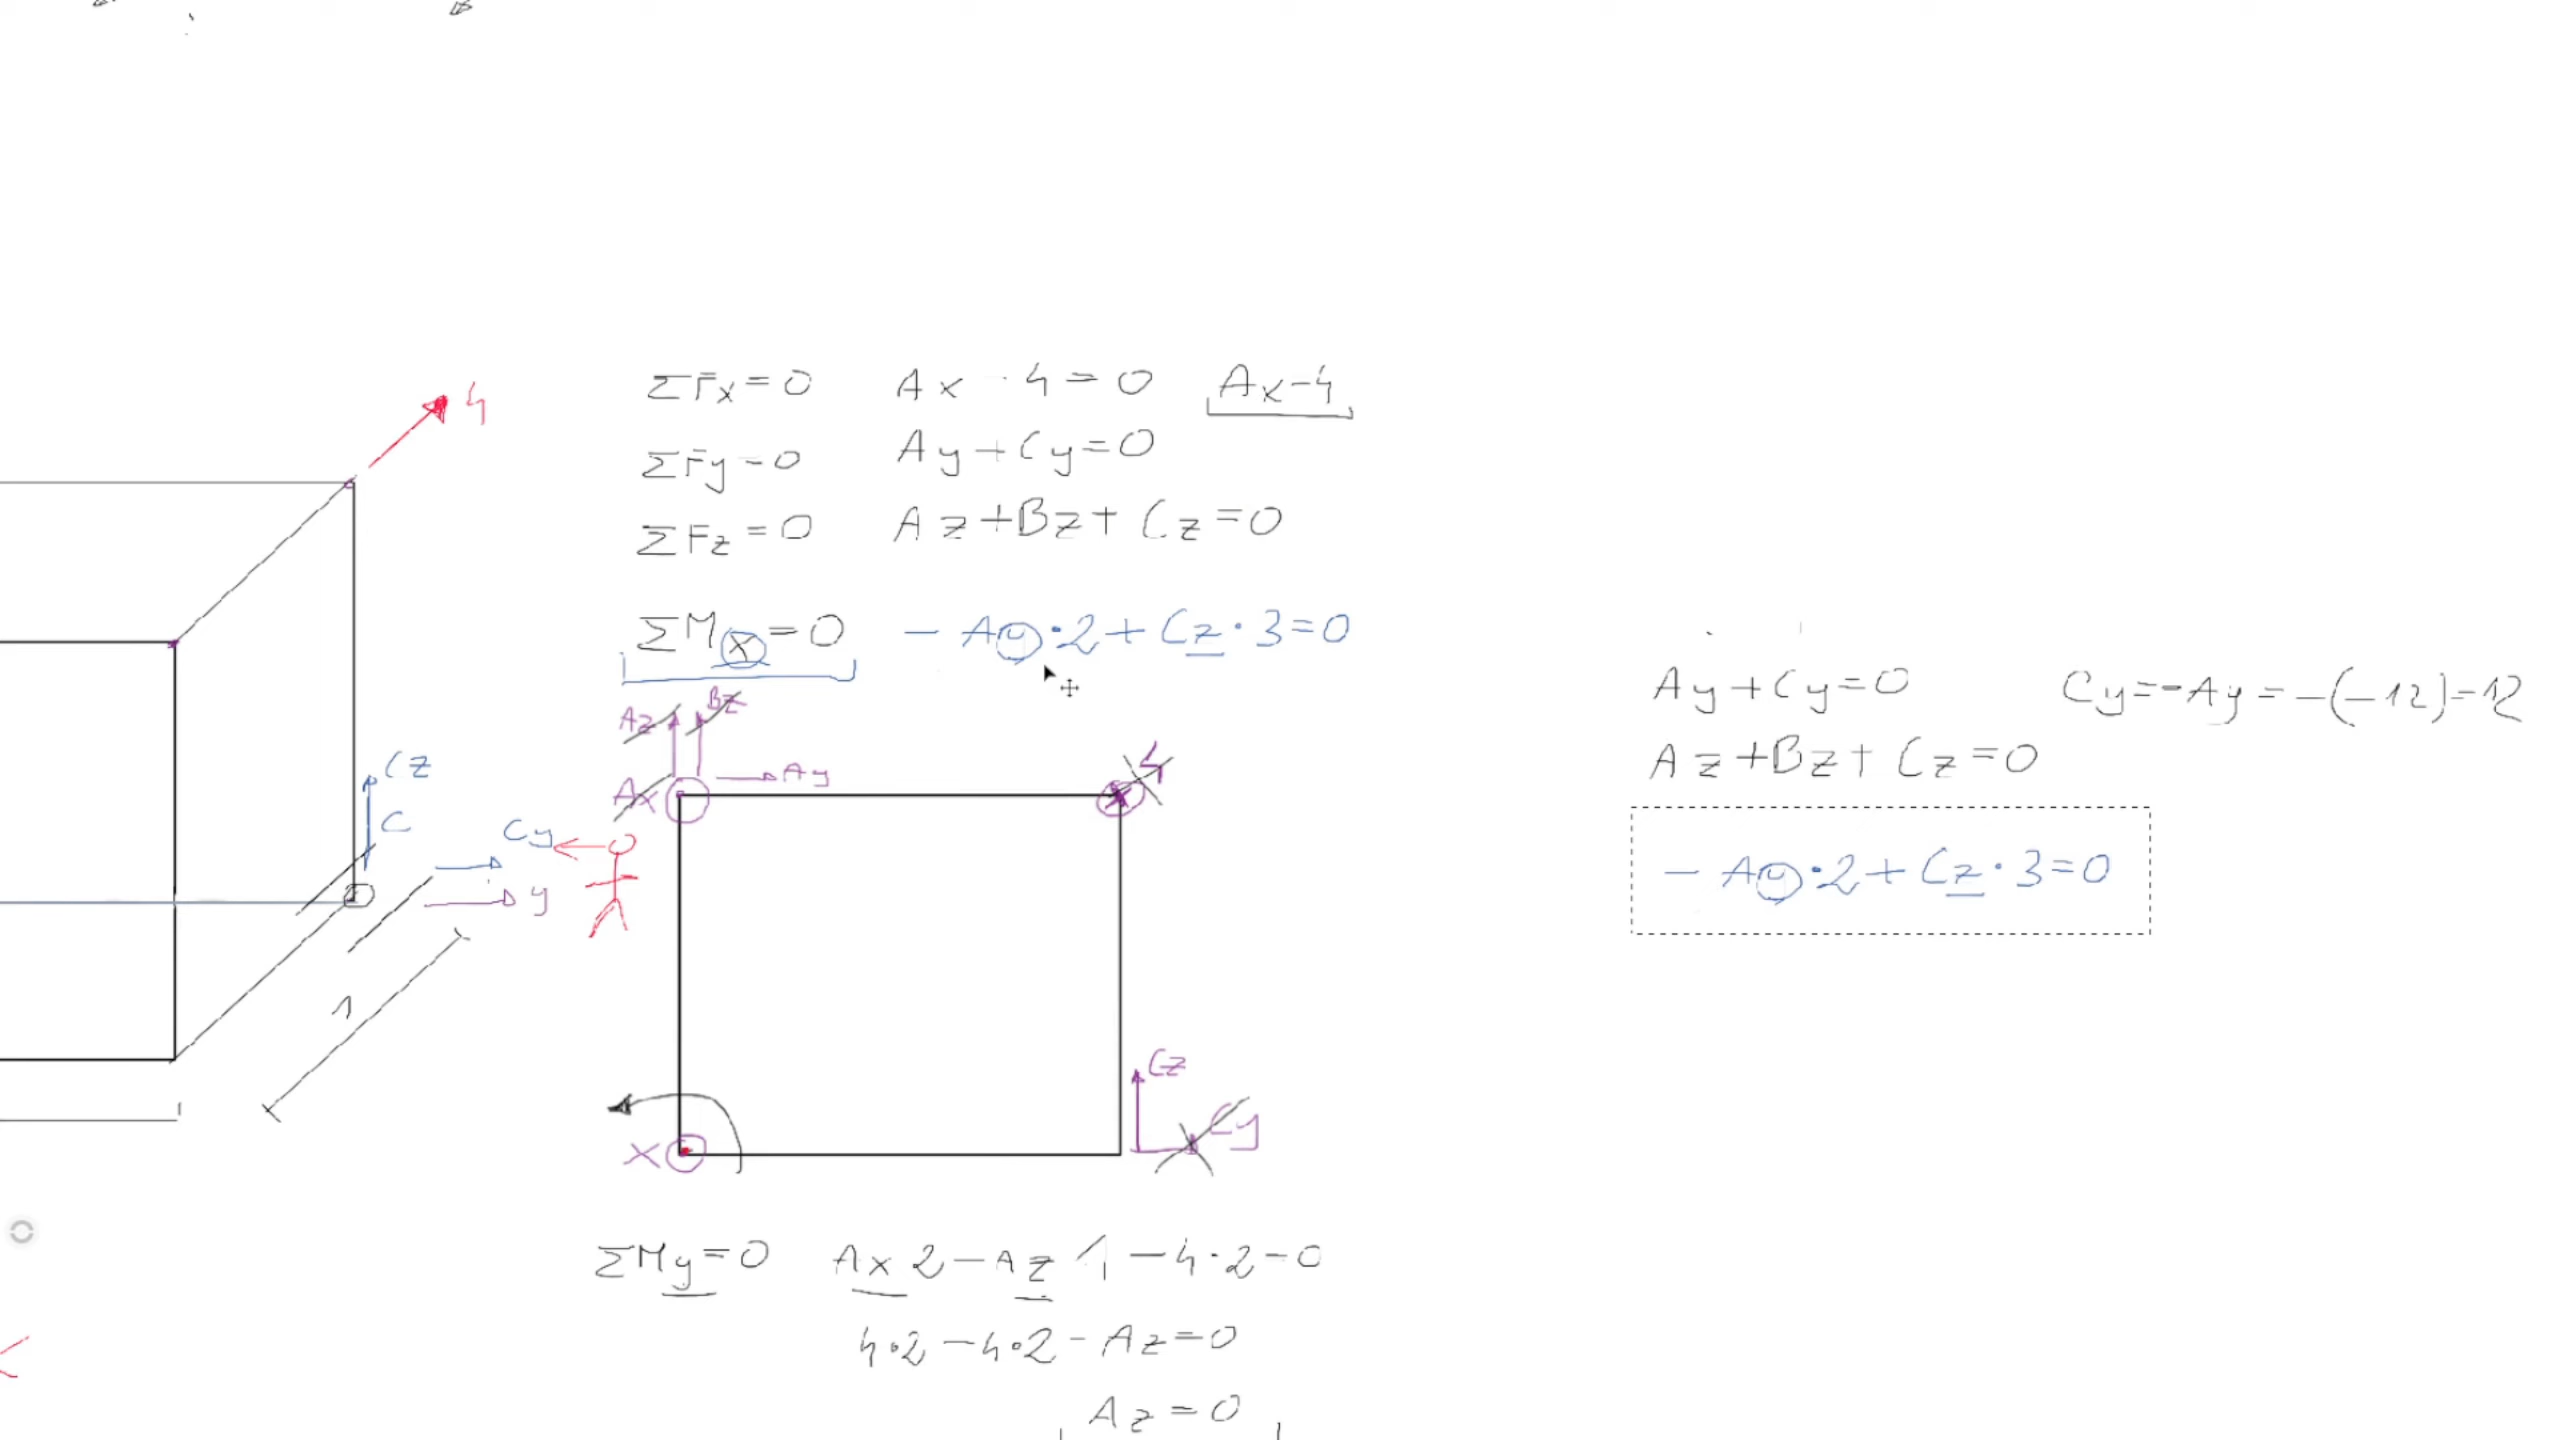 4
ΣFx=0 Ax - 4=0 Ax=4
ΣFy=0 Ay+Cy=0
ΣFz=0 Az+Bz+Cz=0
ΣMx=0 -Ay·2+Cz·3=0
Ay+Cy=0 Cy=-Ay=-(-12)=12
Az+Bz+Cz=0
-Ay·2+Cz·3=0
Az Bz
Ax Ay 4
Cz
C
Cy
y
1
Cz
Cy
x
ΣMy=0 Ax 2-Az 1-4·2=0
4·2-4·2-Az=0
Az=0